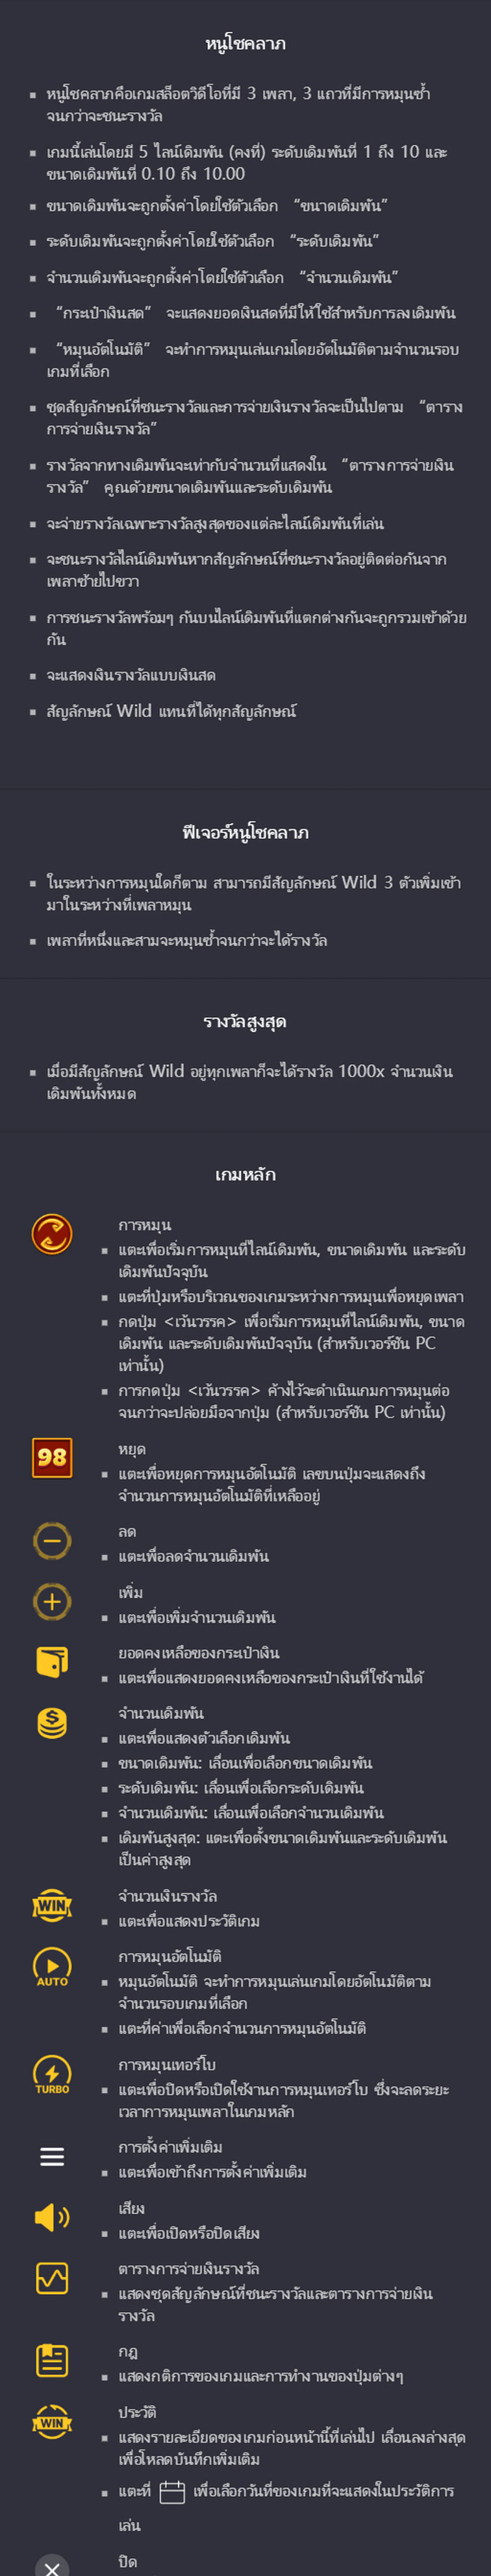 หนูโชคลาภ
▪ หนูโชคลาภคือเกมสล็อตวิดีโอที่มี 3 เพลา, 3 แถวที่มีการหมุนซ้ำ
จนกว่าจะชนะรางวัล
▪ เกมนี้เล่นโดยมี 5 ไลน์เดิมพัน (คงที่) ระดับเดิมพันที่ 1 ถึง 10 และ
ขนาดเดิมพันที่ 0.10 ถึง 10.00
▪ ขนาดเดิมพันจะถูกตั้งค่าโดยใช้ตัวเลือก “ขนาดเดิมพัน”
▪ ระดับเดิมพันจะถูกตั้งค่าโดยใช้ตัวเลือก “ระดับเดิมพัน”
▪ จำนวนเดิมพันจะถูกตั้งค่าโดยใช้ตัวเลือก “จำนวนเดิมพัน”
▪ “กระเป๋าเงินสด” จะแสดงยอดเงินสดที่มีให้ใช้สำหรับการลงเดิมพัน
▪ “หมุนอัตโนมัติ” จะทำการหมุนเล่นเกมโดยอัตโนมัติตามจำนวนรอบ
เกมที่เลือก
▪ ชุดสัญลักษณ์ที่ชนะรางวัลและการจ่ายเงินรางวัลจะเป็นไปตาม “ตาราง
การจ่ายเงินรางวัล”
▪ รางวัลจากทางเดิมพันจะเท่ากับจำนวนที่แสดงใน “ตารางการจ่ายเงิน
รางวัล” คูณด้วยขนาดเดิมพันและระดับเดิมพัน
▪ จะจ่ายรางวัลเฉพาะรางวัลสูงสุดของแต่ละไลน์เดิมพันที่เล่น
▪ จะชนะรางวัลไลน์เดิมพันหากสัญลักษณ์ที่ชนะรางวัลอยู่ติดต่อกันจาก
เพลาซ้ายไปขวา
▪ การชนะรางวัลพร้อมๆ กันบนไลน์เดิมพันที่แตกต่างกันจะถูกรวมเข้าด้วย
กัน
▪ จะแสดงเงินรางวัลแบบเงินสด
▪ สัญลักษณ์ Wild แทนที่ได้ทุกสัญลักษณ์
ฟีเจอร์หนูโชคลาภ
▪ ในระหว่างการหมุนใดก็ตาม สามารถมีสัญลักษณ์ Wild 3 ตัวเพิ่มเข้า
มาในระหว่างที่เพลาหมุน
▪ เพลาที่หนึ่งและสามจะหมุนซ้ำจนกว่าจะได้รางวัล
รางวัลสูงสุด
▪ เมื่อมีสัญลักษณ์ Wild อยู่ทุกเพลาก็จะได้รางวัล 1000x จำนวนเงิน
เดิมพันทั้งหมด
เกมหลัก
การหมุน
▪ แตะเพื่อเริ่มการหมุนที่ไลน์เดิมพัน, ขนาดเดิมพัน และระดับ
เดิมพันปัจจุบัน
▪ แตะที่ปุ่มหรือบริเวณของเกมระหว่างการหมุนเพื่อหยุดเพลา
▪ กดปุ่ม <เว้นวรรค> เพื่อเริ่มการหมุนที่ไลน์เดิมพัน, ขนาด
เดิมพัน และระดับเดิมพันปัจจุบัน (สำหรับเวอร์ชัน PC
เท่านั้น)
▪ การกดปุ่ม <เว้นวรรค> ค้างไว้จะดำเนินเกมการหมุนต่อ
จนกว่าจะปล่อยมือจากปุ่ม (สำหรับเวอร์ชัน PC เท่านั้น)
98 หยุด
▪ แตะเพื่อหยุดการหมุนอัตโนมัติ เลขบนปุ่มจะแสดงถึง
จำนวนการหมุนอัตโนมัติที่เหลืออยู่
ลด
▪ แตะเพื่อลดจำนวนเดิมพัน
เพิ่ม
▪ แตะเพื่อเพิ่มจำนวนเดิมพัน
ยอดคงเหลือของกระเป๋าเงิน
▪ แตะเพื่อแสดงยอดคงเหลือของกระเป๋าเงินที่ใช้งานได้
จำนวนเดิมพัน
▪ แตะเพื่อแสดงตัวเลือกเดิมพัน
▪ ขนาดเดิมพัน: เลื่อนเพื่อเลือกขนาดเดิมพัน
▪ ระดับเดิมพัน: เลื่อนเพื่อเลือกระดับเดิมพัน
▪ จำนวนเดิมพัน: เลื่อนเพื่อเลือกจำนวนเดิมพัน
▪ เดิมพันสูงสุด: แตะเพื่อตั้งขนาดเดิมพันและระดับเดิมพัน
เป็นค่าสูงสุด
WIN จำนวนเงินรางวัล
▪ แตะเพื่อแสดงประวัติเกม
การหมุนอัตโนมัติ
AUTO ▪ หมุนอัตโนมัติ จะทำการหมุนเล่นเกมโดยอัตโนมัติตาม
จำนวนรอบเกมที่เลือก
▪ แตะที่ค่าเพื่อเลือกจำนวนการหมุนอัตโนมัติ
การหมุนเทอร์โบ
TURBO ▪ แตะเพื่อปิดหรือเปิดใช้งานการหมุนเทอร์โบ ซึ่งจะลดระยะ
เวลาการหมุนเพลาในเกมหลัก
การตั้งค่าเพิ่มเติม
▪ แตะเพื่อเข้าถึงการตั้งค่าเพิ่มเติม
เสียง
▪ แตะเพื่อเปิดหรือปิดเสียง
ตารางการจ่ายเงินรางวัล
▪ แสดงชุดสัญลักษณ์ที่ชนะรางวัลและตารางการจ่ายเงิน
รางวัล
กฎ
▪ แสดงกติการของเกมและการทำงานของปุ่มต่างๆ
WIN ประวัติ
▪ แสดงรายละเอียดของเกมก่อนหน้านี้ที่เล่นไป เลื่อนลงล่างสุด
เพื่อโหลดบันทึกเพิ่มเติม
▪ แตะที่ เพื่อเลือกวันที่ของเกมที่จะแสดงในประวัติการ
เล่น
ปิด